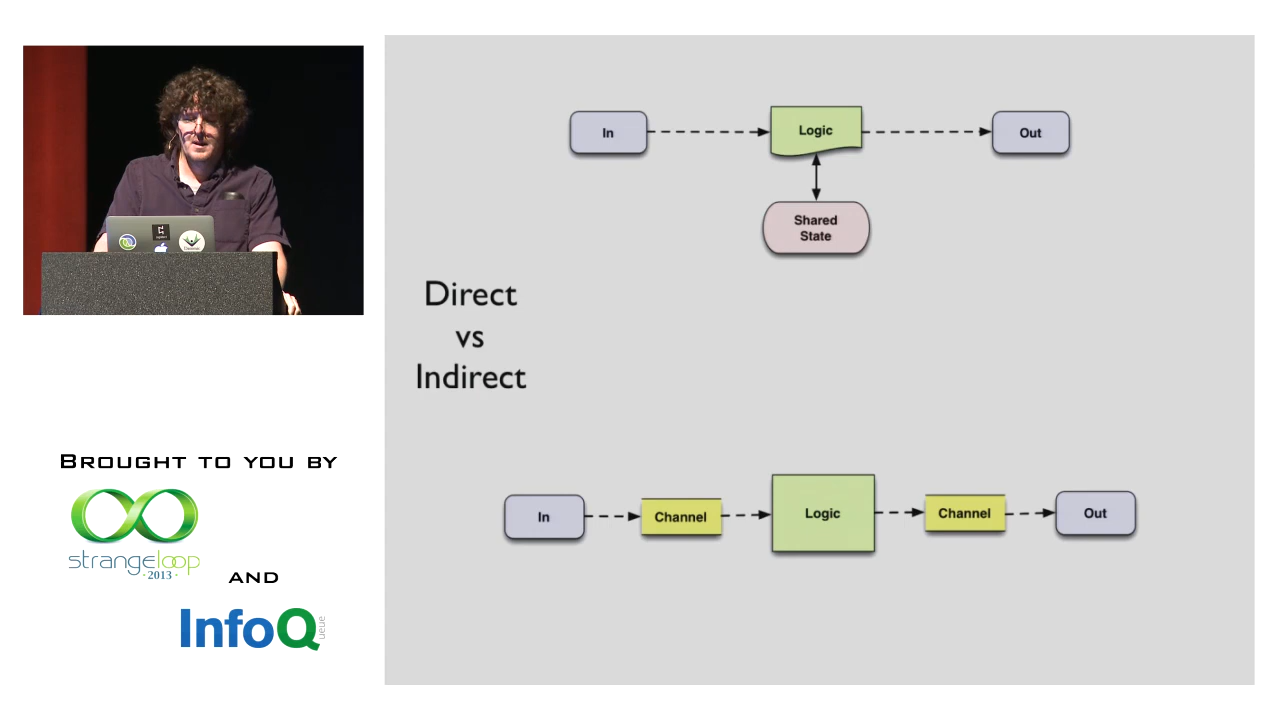 In
Logic
Out
Shared
State
Direct
vs
Indirect
In
Channel
Logic
Channel
Out
BROUGHT TO YOU BY
strangeloop
·2013·
AND
InfoQ
ueue